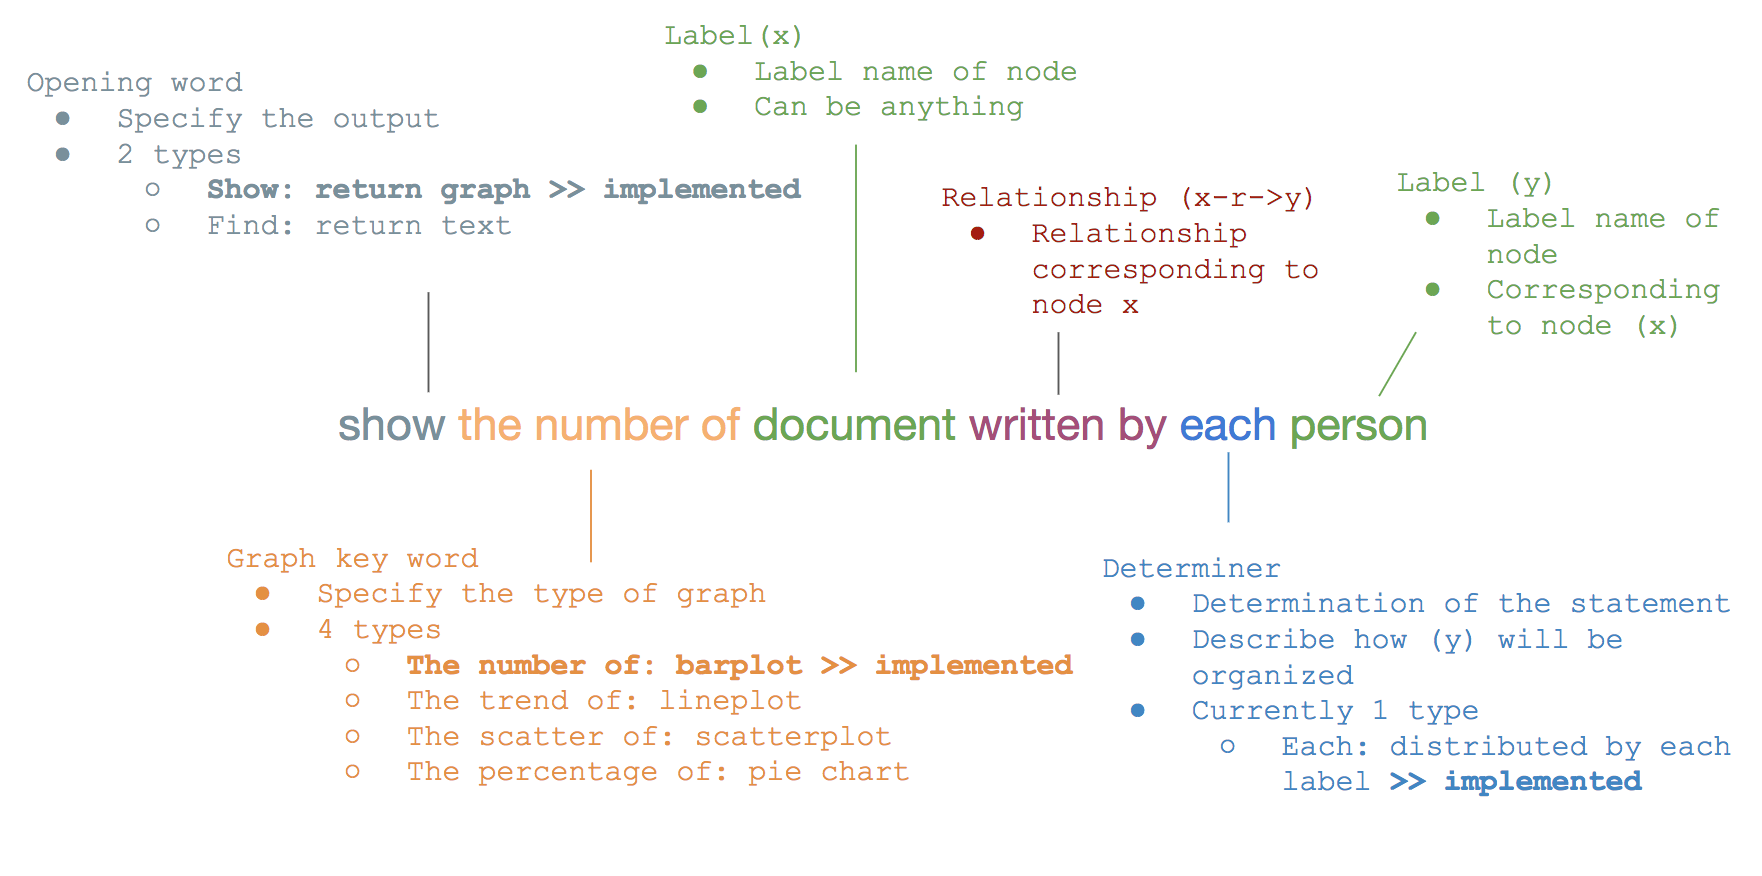 Label(x)
● Label name of node
● Can be anything
Opening word
● Specify the output
● 2 types
○ Show: return graph >> implemented
○ Find: return text
Relationship (x-r->y)
● Relationship
corresponding to
node x
Label (y)
● Label name of
node
● Corresponding
to node (x)
show the number of document written by each person
Graph key word
● Specify the type of graph
● 4 types
○ The number of: barplot >> implemented
○ The trend of: lineplot
○ The scatter of: scatterplot
○ The percentage of: pie chart
Determiner
● Determination of the statement
● Describe how (y) will be
organized
● Currently 1 type
○ Each: distributed by each
label >> implemented